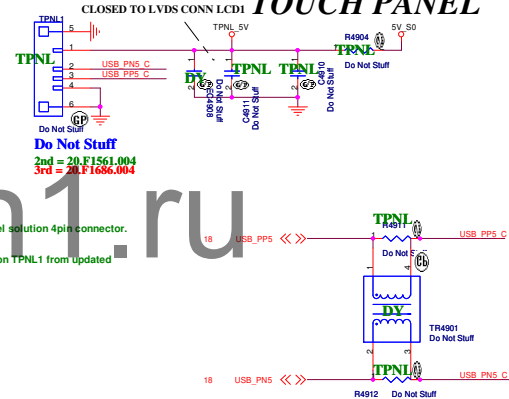 CLOSED TO LVDS CONN LCD1 TOUCH PANEL
TPNL1
TPNL_5V
R4904
5V_S0
5
1
TPNL
TPNL
Do Not Stuff
USB_PN5_C
2
USB_PP5_C
3
4
6
DY
TPNL
TPNL
EC4908
Do Not Stuff
C4911
Do Not Stuff
C4910
Do Not Stuff
Do Not Stuff
GP
Do Not Stuff
2nd = 20.F1561.004
3rd = 20.F1686.004
n1.ru
el solution 4pin connector.
on TPNL1 from updated
TPNL
R4911
18 USB_PP5
USB_PP5_C
1
4
DY
TR4901
Do Not Stuff
2
3
TPNL
18 USB_PN5
USB_PN5_C
R4912 Do Not Stuff